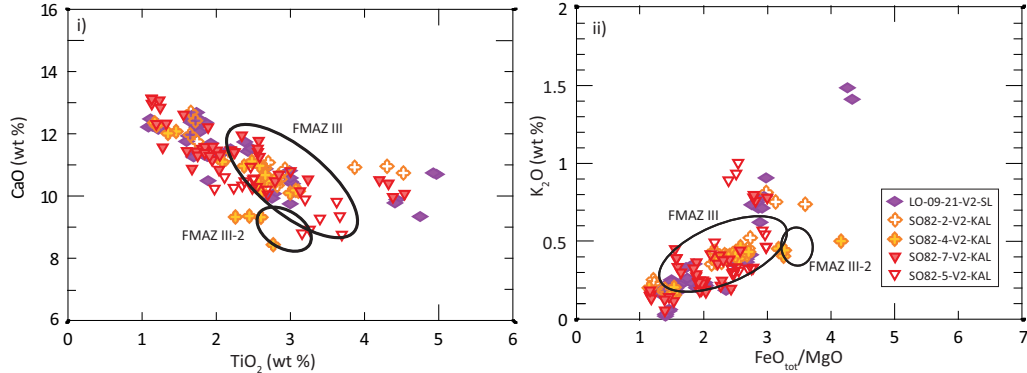 i)
16
14
12
10
8
6
0
1
2
3
4
5
6
CaO (wt %)
TiO2 (wt %)
FMAZ III
FMAZ III-2
ii)
2
1.5
1
0.5
0
0
1
2
3
4
5
6
7
K2O (wt %)
FeOtot/MgO
FMAZ III
FMAZ III-2
LO-09-21-V2-SL
SO82-2-V2-KAL
SO82-4-V2-KAL
SO82-7-V2-KAL
SO82-5-V2-KAL